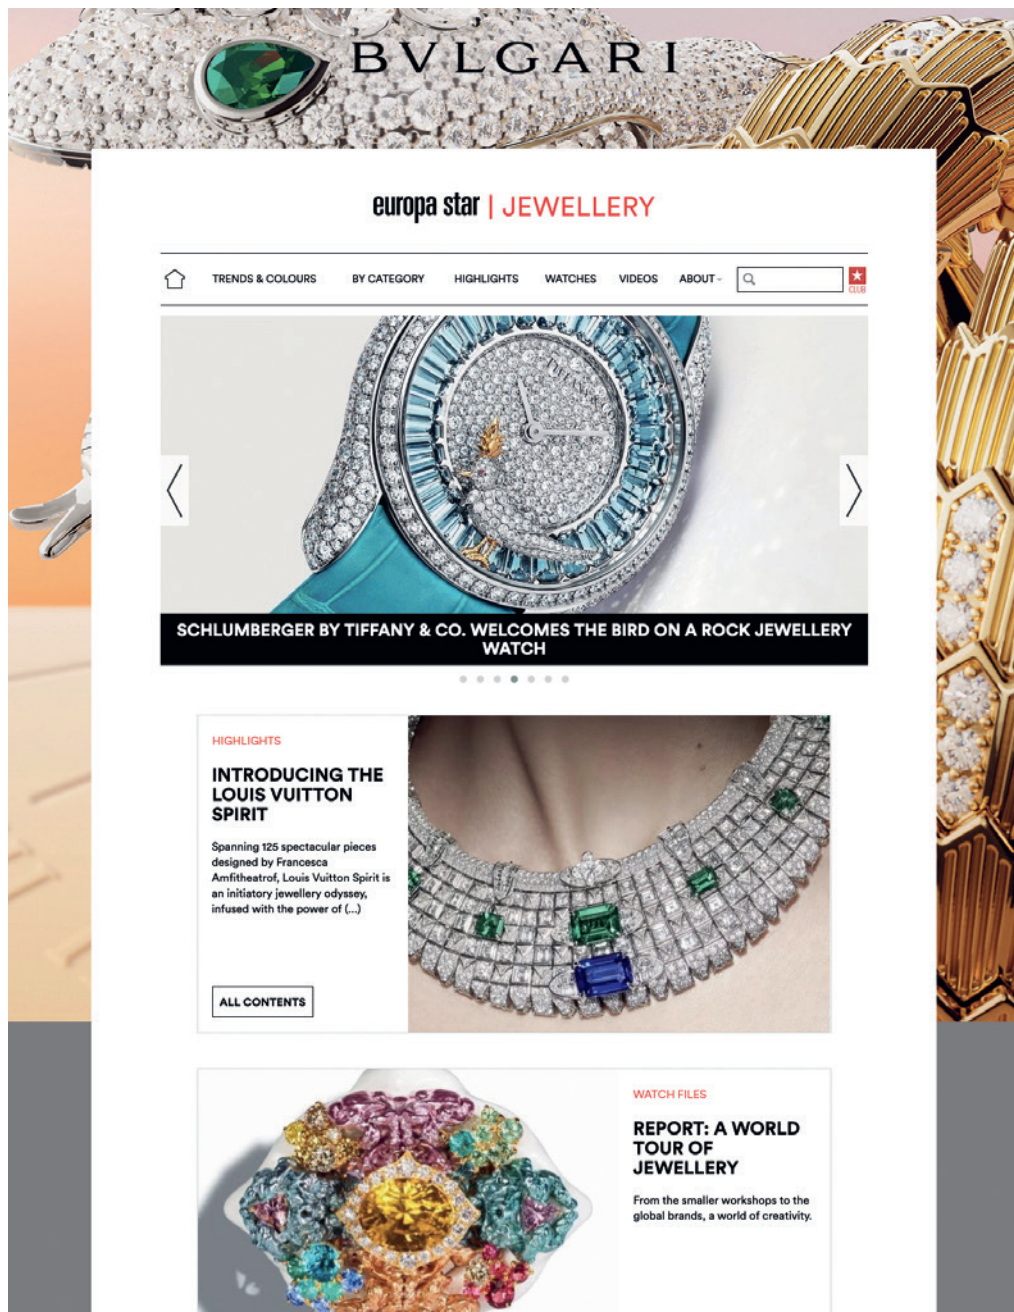 BVLGARI
europa star | JEWELLERY
TRENDS & COLOURS BY CATEGORY HIGHLIGHTS WATCHES VIDEOS ABOUT
CLUB
TIFFANY & CO.
SCHLUMBERGER BY TIFFANY & CO. WELCOMES THE BIRD ON A ROCK JEWELLERY
WATCH
HIGHLIGHTS
INTRODUCING THE
LOUIS VUITTON
SPIRIT
Spanning 125 spectacular pieces
designed by Francesca
Amfitheatrof, Louis Vuitton Spirit is
an initiatory jewellery odyssey,
infused with the power of (...)
ALL CONTENTS
WATCH FILES
REPORT: A WORLD
TOUR OF
JEWELLERY
From the smaller workshops to the
global brands, a world of creativity.